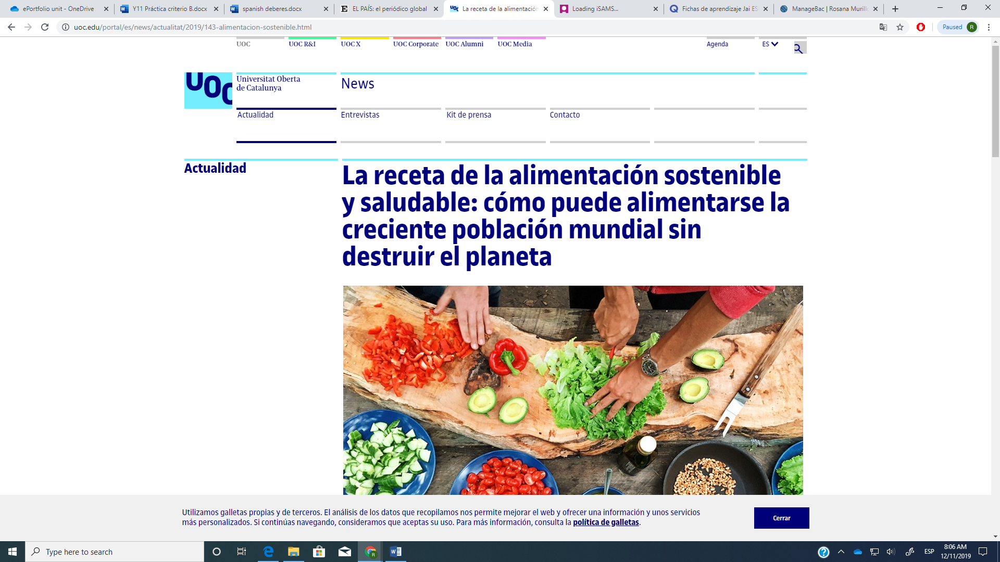 ePortfolio unit - OneDrive
Y11 Práctica criterio B.docx
spanish deberes.docx
EL PAÍS: el periódico global
La receta de la alimentación
Loading iSAMS...
Fichas de aprendizaje Jai ES
ManageBac | Rosana Murillo
uoc.edu/portal/es/news/actualitat/2019/143-alimentacion-sostenible.html
Paused R
UOC
UOC R&I
UOC X
UOC Corporate
UOC Alumni
UOC Media
Agenda
ES
UOC
Universitat Oberta
de Catalunya
News
Actualidad
Entrevistas
Kit de prensa
Contacto
Actualidad
La receta de la alimentación sostenible
y saludable: cómo puede alimentarse la
creciente población mundial sin
destruir el planeta
Utilizamos galletas propias y de terceros. El análisis de los datos que recopilamos nos permite mejorar el web y ofrecer una información y unos servicios
más personalizados. Si continúas navegando, consideramos que aceptas su uso. Para más información, consulta la política de galletas.
Cerrar
Type here to search
ESP
8:06 AM
12/11/2019